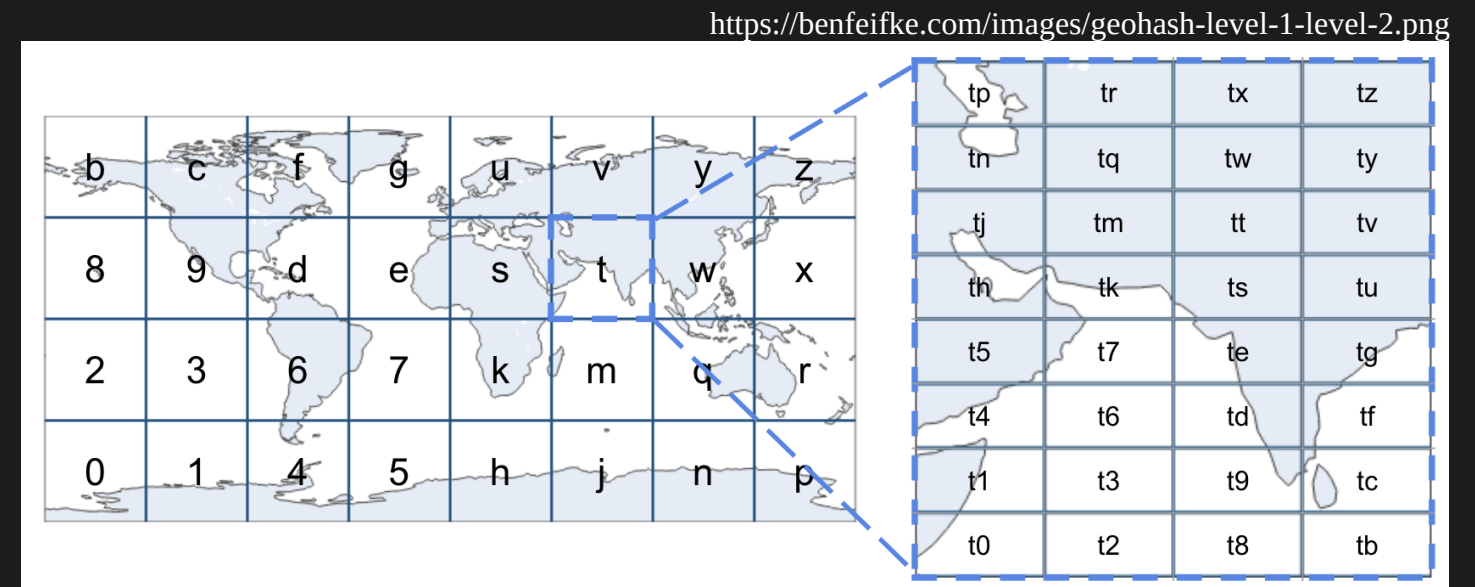 https://benfeifke.com/images/geohash-level-1-level-2.png
b c f g u v y z
8 9 d e s t w x
2 3 6 7 k m q r
0 1 4 5 h j n p
tp tr tx tz
tn tq tw ty
tj tm tt tv
th tk ts tu
t5 t7 te tg
t4 t6 td tf
t1 t3 t9 tc
t0 t2 t8 tb